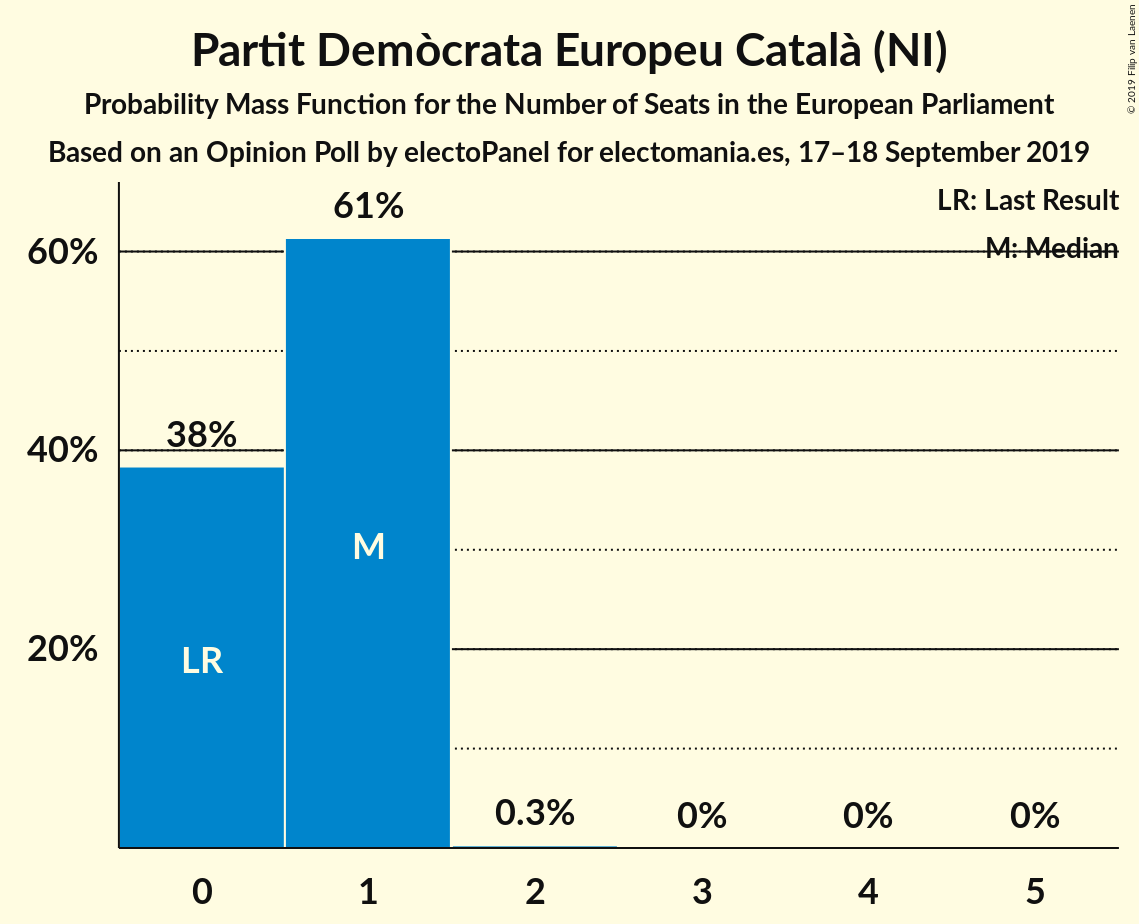 Partit Demòcrata Europeu Català (NI)
Probability Mass Function for the Number of Seats in the European Parliament
Based on an Opinion Poll by electoPanel for electomania.es, 17–18 September 2019
© 2019 Filip van Laenen
LR: Last Result
M: Median
61%
60%
38%
40%
M
LR
20%
0.3%
0%
0%
0%
0
1
2
3
4
5